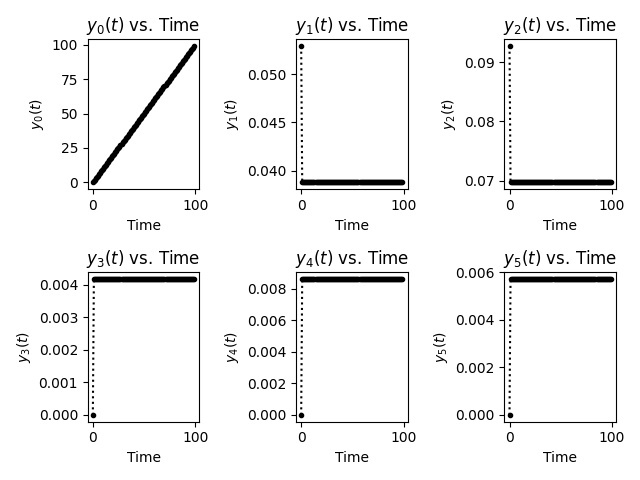 y₀(t) vs. Time
y₁(t) vs. Time
y₂(t) vs. Time
100
75
50
25
0
y₀(t)
0 100
Time
0.050
0.045
0.040
y₁(t)
0 100
Time
0.09
0.08
0.07
y₂(t)
0 100
Time
y₃(t) vs. Time
y₄(t) vs. Time
y₅(t) vs. Time
0.004
0.003
0.002
0.001
0.000
y₃(t)
0 100
Time
0.008
0.006
0.004
0.002
0.000
y₄(t)
0 100
Time
0.006
0.004
0.002
0.000
y₅(t)
0 100
Time